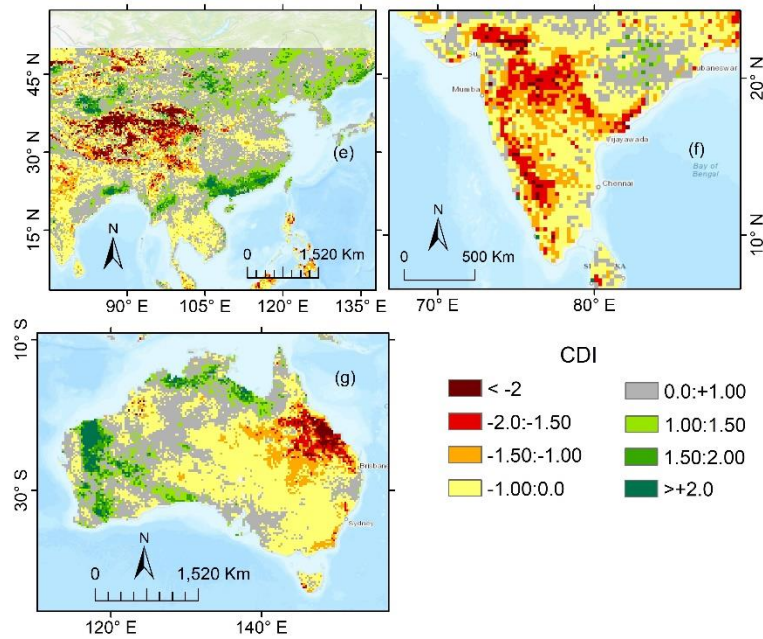 45° N
30° N
15° N
(e)
N
0 1,520 Km
90° E 105° E 120° E 135° E
Mumba
ubaneswar
Vijayawada
(f)
Bay of
Bengal
Chennai
N
0 500 Km
20° N
10° N
70° E 80° E
10° S
30° S
(g)
Brisban
Sydney
N
0 1,520 Km
120° E 140° E
CDI
< -2
-2.0:-1.50
-1.50:-1.00
-1.00:0.0
0.0:+1.00
1.00:1.50
1.50:2.00
>+2.0